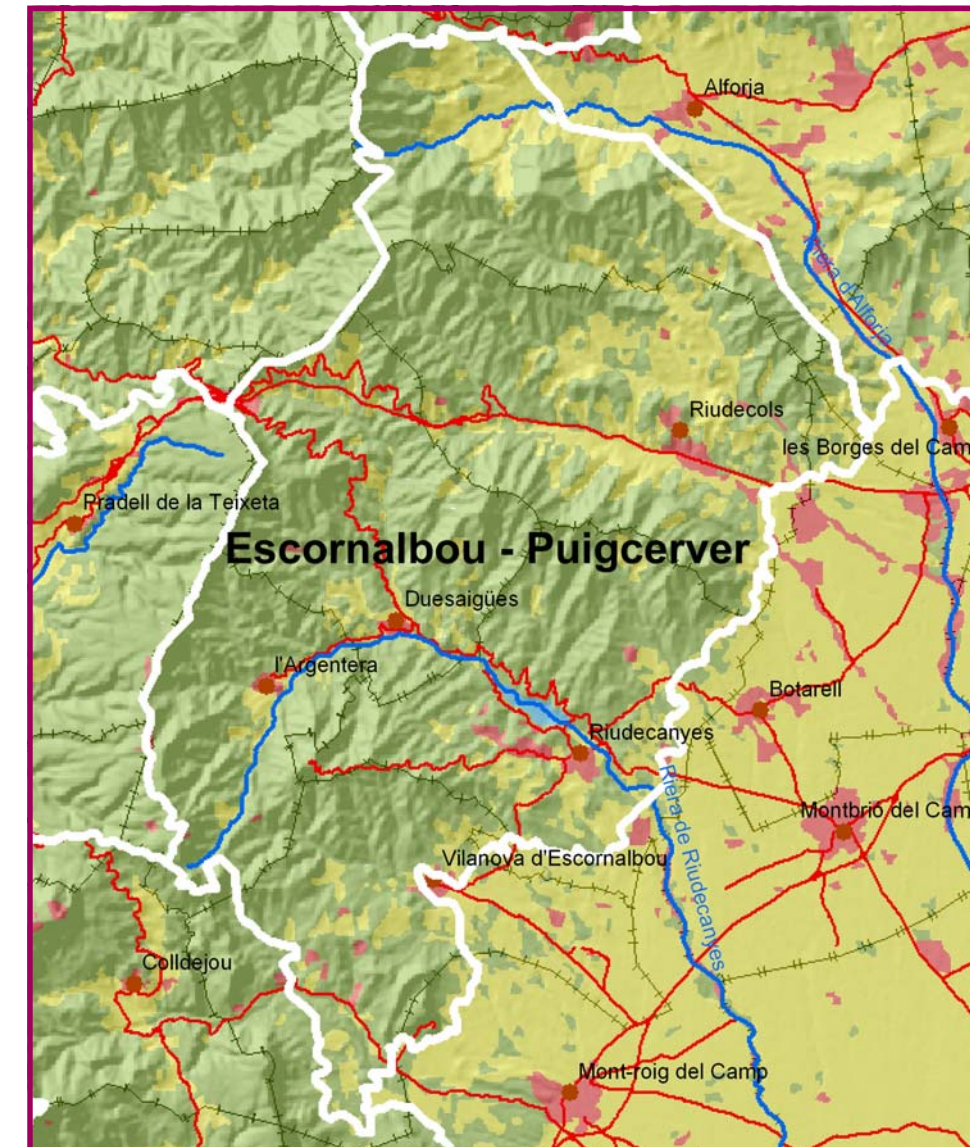 Alforja
Riera d'Alforja
Riudecols
les Borges del Cam
Pradell de la Teixeta
Escornalbou - Puigcerver
Duesaigües
l'Argentera
Botarell
Riudecanyes
Montbrió del Cam
Vilanova d'Escornalbou
Riera de Riudecanyes
Colldejou
Mont-roig del Camp